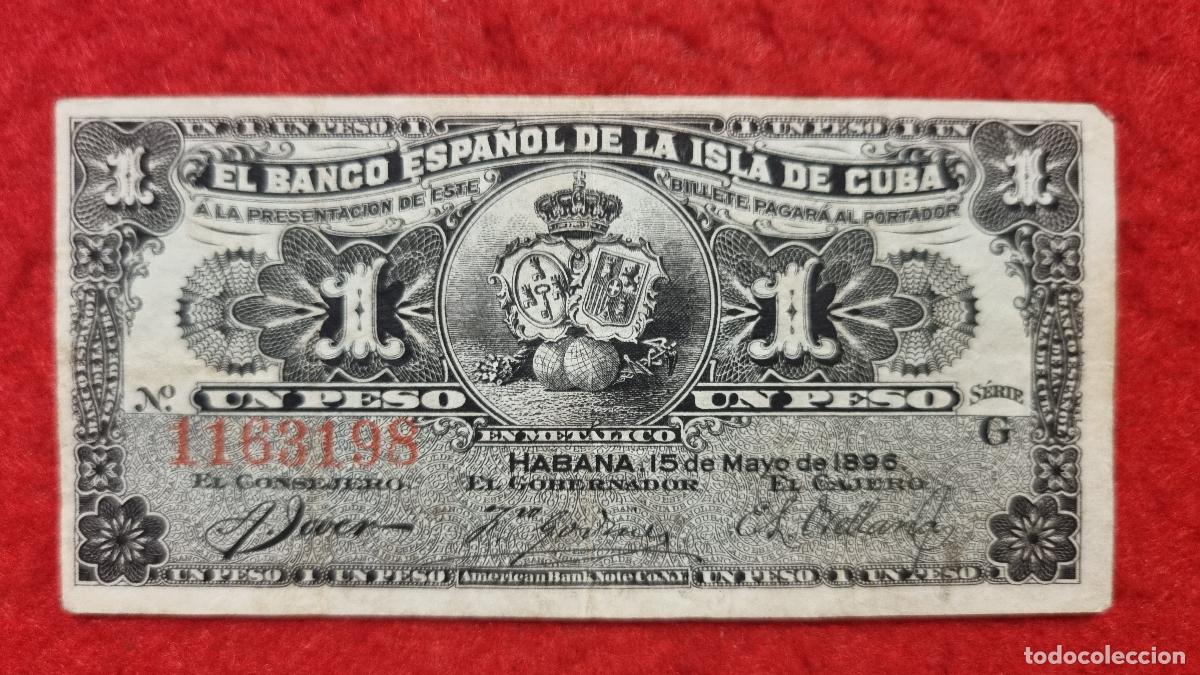 UN 1 UN PESO 1
1 UN PESO 1 UN
EL BANCO ESPAÑOL DE LA ISLA DE CUBA
A LA PRESENTACION DE ESTE BILLETE PAGARÁ AL PORTADOR
1 1
1 1
Nº UN PESO UN PESO SÉRIE
1163198 G
EN METÁLICO
HABANA, 15 de Mayo de 1896.
EL CONSEJERO. EL GOBERNADOR EL CAJERO.
UN PESO 1 UN PESO American Bank Note Co. N.Y. UN PESO 1 UN PESO
todocoleccion